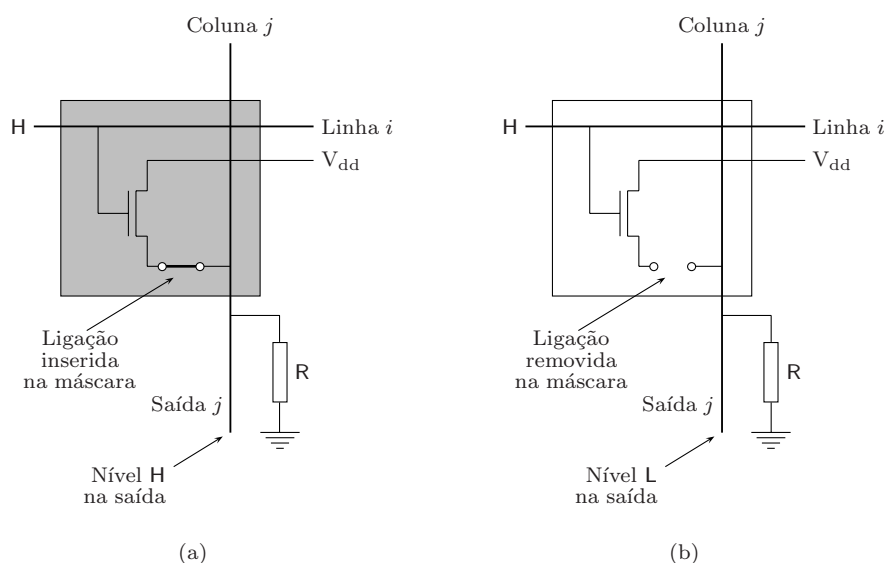 Coluna j
H
Linha i
Vdd
Ligação
inserida
na máscara
R
Saída j
Nível H
na saída
(a)
Coluna j
H
Linha i
Vdd
Ligação
removida
na máscara
R
Saída j
Nível L
na saída
(b)